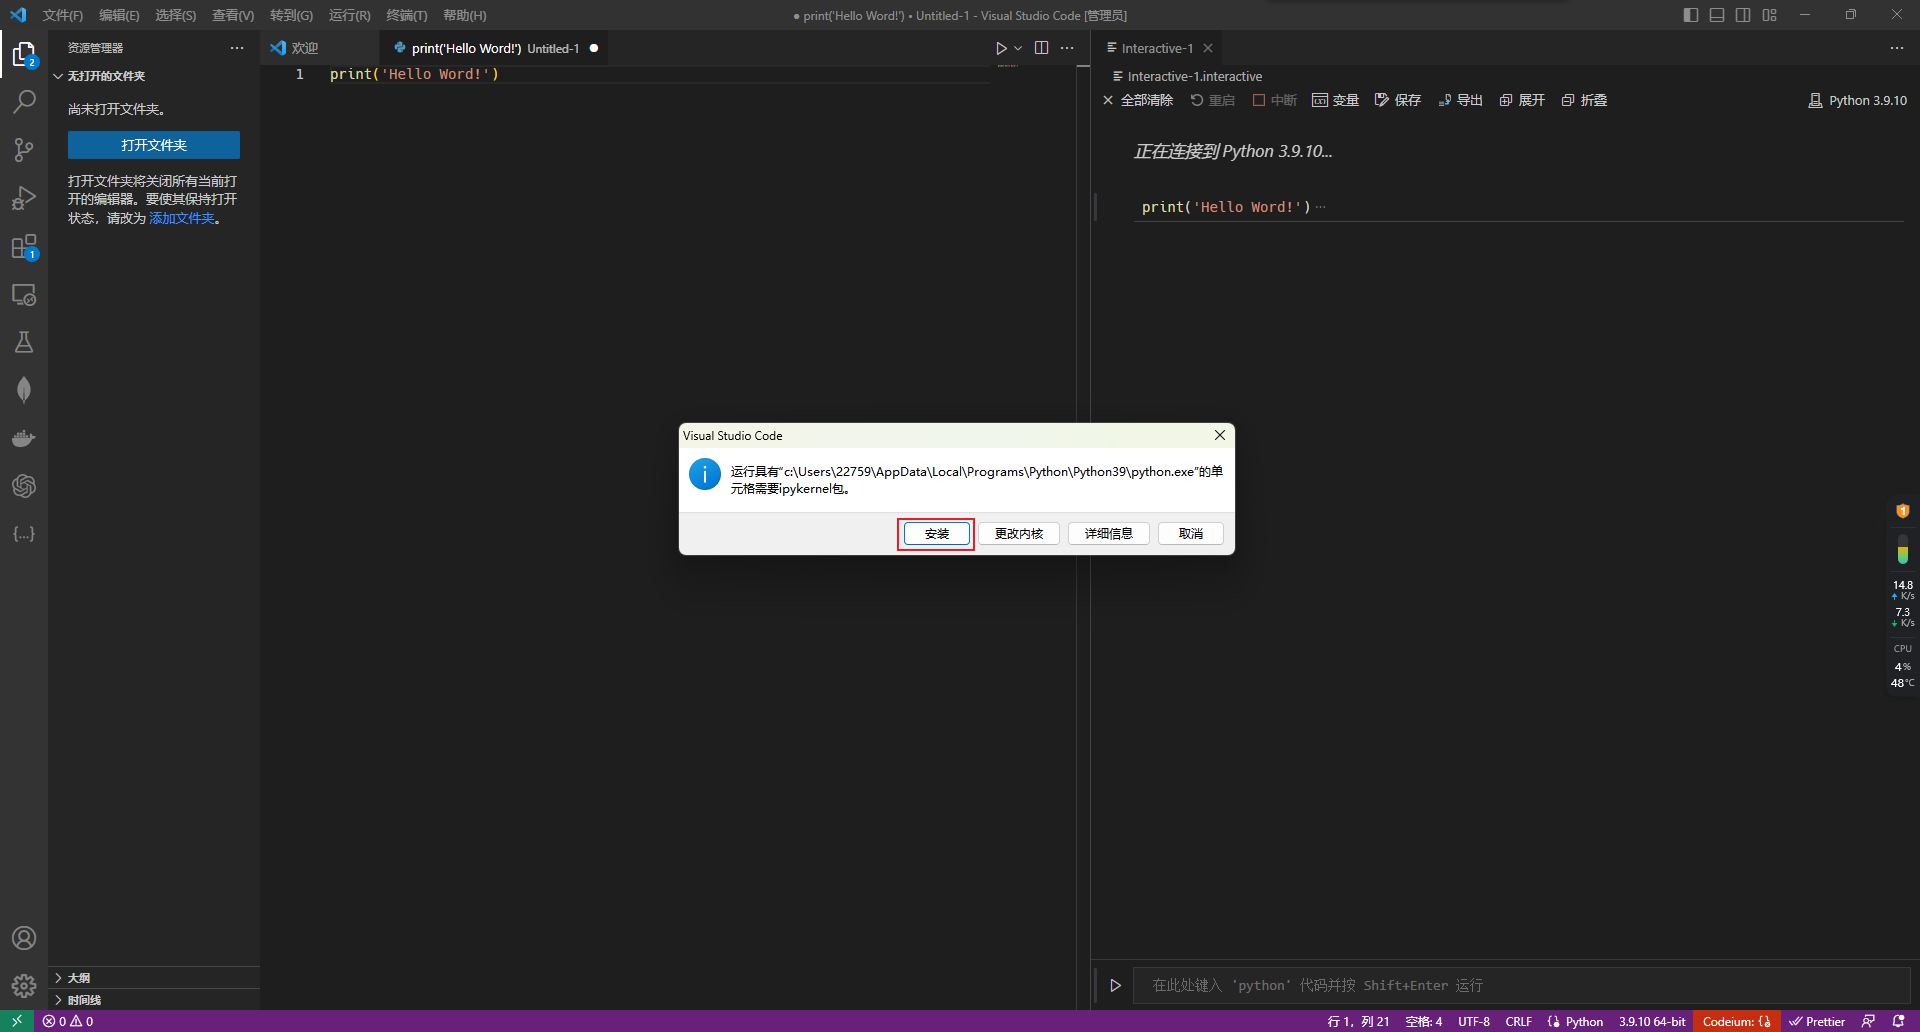 文件(F) 编辑(E) 选择(S) 查看(V) 转到(G) 运行(R) 终端(T) 帮助(H) ● print('Hello Word!') • Untitled-1 - Visual Studio Code [管理员]
资源管理器
无打开的文件夹
尚未打开文件夹。
打开文件夹
打开文件夹将关闭所有当前打
开的编辑器。要使其保持打开
状态，请改为 添加文件夹。
大纲
时间线
2
1
欢迎 print('Hello Word!') Untitled-1 ●
1 print('Hello Word!')
Interactive-1
Interactive-1.interactive
全部清除 重启 中断 变量 保存 导出 展开 折叠 Python 3.9.10
正在连接到 Python 3.9.10...
print('Hello Word!') ...
Visual Studio Code
运行具有“c:\Users\22759\AppData\Local\Programs\Python\Python39\python.exe”的单
元格需要ipykernel包。
安装 更改内核 详细信息 取消
1
14.8
K/s
7.3
K/s
CPU
4%
48°C
在此处键入 'python' 代码并按 Shift+Enter 运行
0 0 行 1，列 21 空格: 4 UTF-8 CRLF Python 3.9.10 64-bit Codeium: {} Prettier